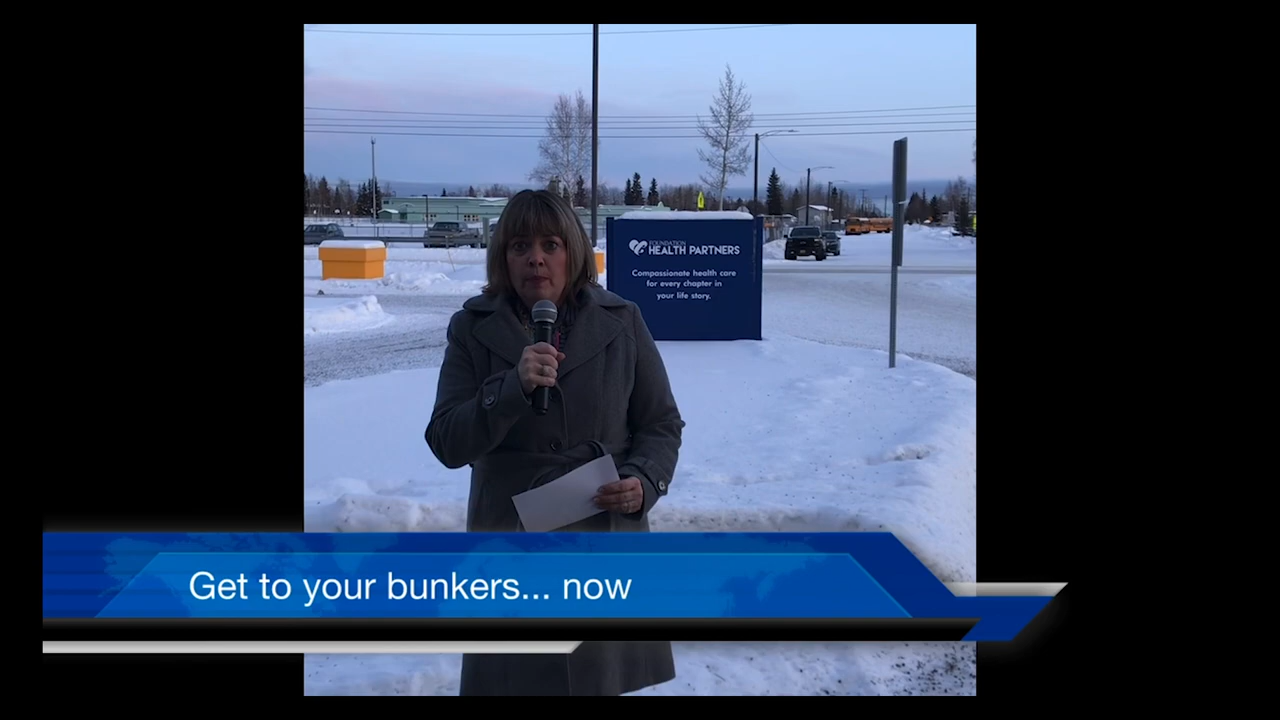 FOUNDATION
HEALTH PARTNERS
Compassionate health care
for every chapter in
your life story.
Get to your bunkers... now